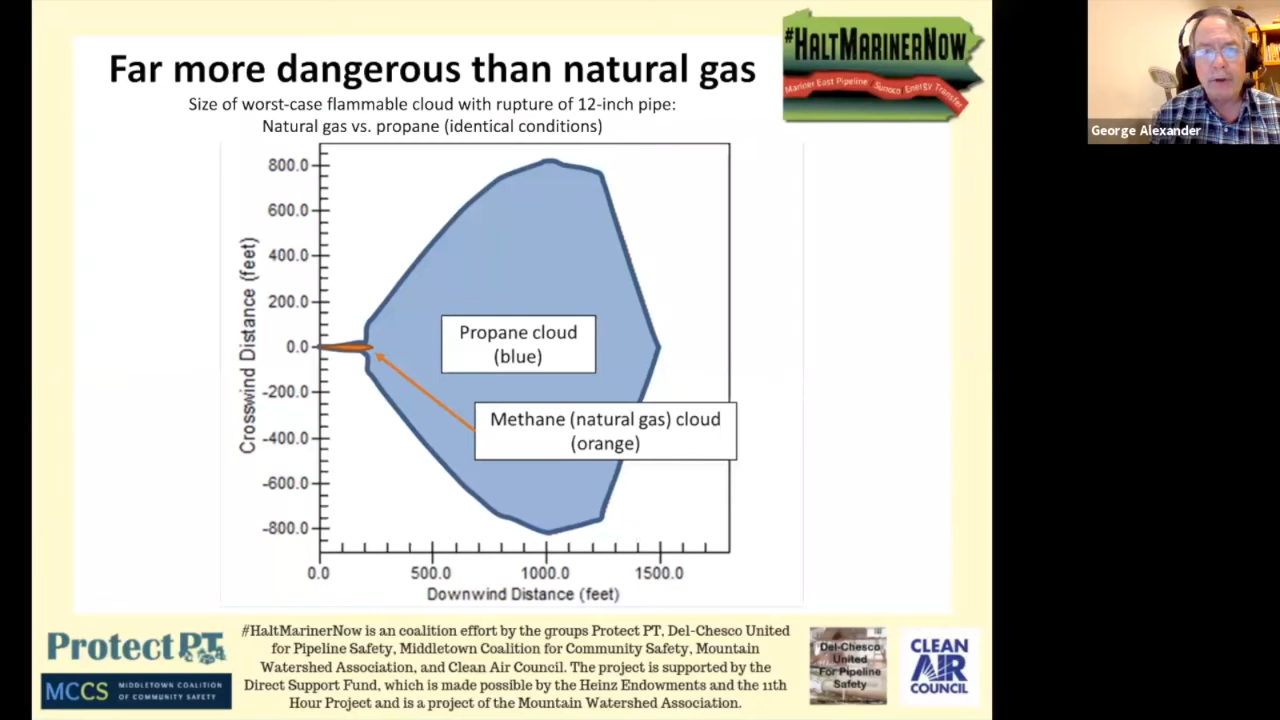 Far more dangerous than natural gas
Size of worst-case flammable cloud with rupture of 12-inch pipe:
Natural gas vs. propane (identical conditions)
#HaltMarinerNow
Mariner East Pipeline / Sunoco / Energy Transfer
George Alexander
Crosswind Distance (feet)
800.0
600.0
400.0
200.0
0.0
-200.0
-400.0
-600.0
-800.0
Propane cloud
(blue)
Methane (natural gas) cloud
(orange)
0.0 500.0 1000.0 1500.0
Downwind Distance (feet)
Protect PT
MCCS
MIDDLETOWN COALITION
OF COMMUNITY SAFETY
#HaltMarinerNow is an coalition effort by the groups Protect PT, Del-Chesco United
for Pipeline Safety, Middletown Coalition for Community Safety, Mountain
Watershed Association, and Clean Air Council. The project is supported by the
Direct Support Fund, which is made possible by the Heinz Endowments and the 11th
Hour Project and is a project of the Mountain Watershed Association.
Del-Chesco
United
For Pipeline
Safety
CLEAN
AIR
COUNCIL